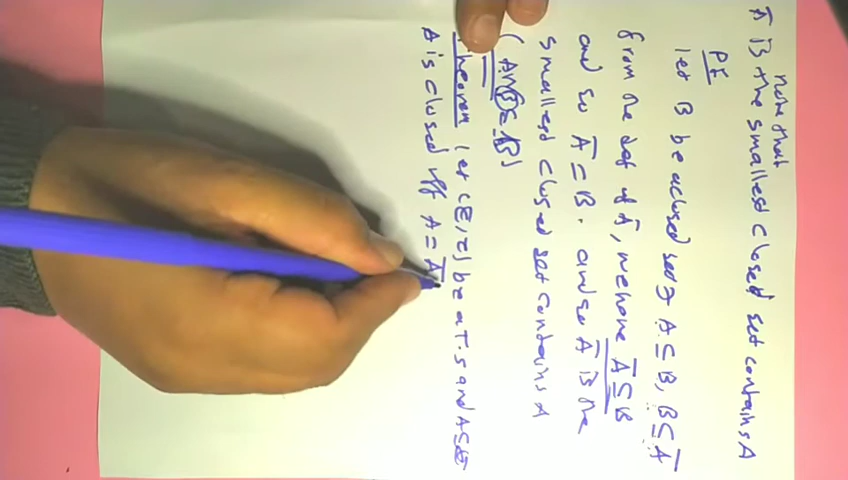 note that
Ā is the smallest closed set contains A
Pf
let B be a closed set ∋ A ⊆ B, B ⊆ Ā
from the def of Ā, we have Ā ⊆ B
and so Ā ⊆ B. and so Ā is the
smallest closed set contains A
Theorem let (E, τ) be a T.S and A ⊆ E
A is closed iff A = Ā